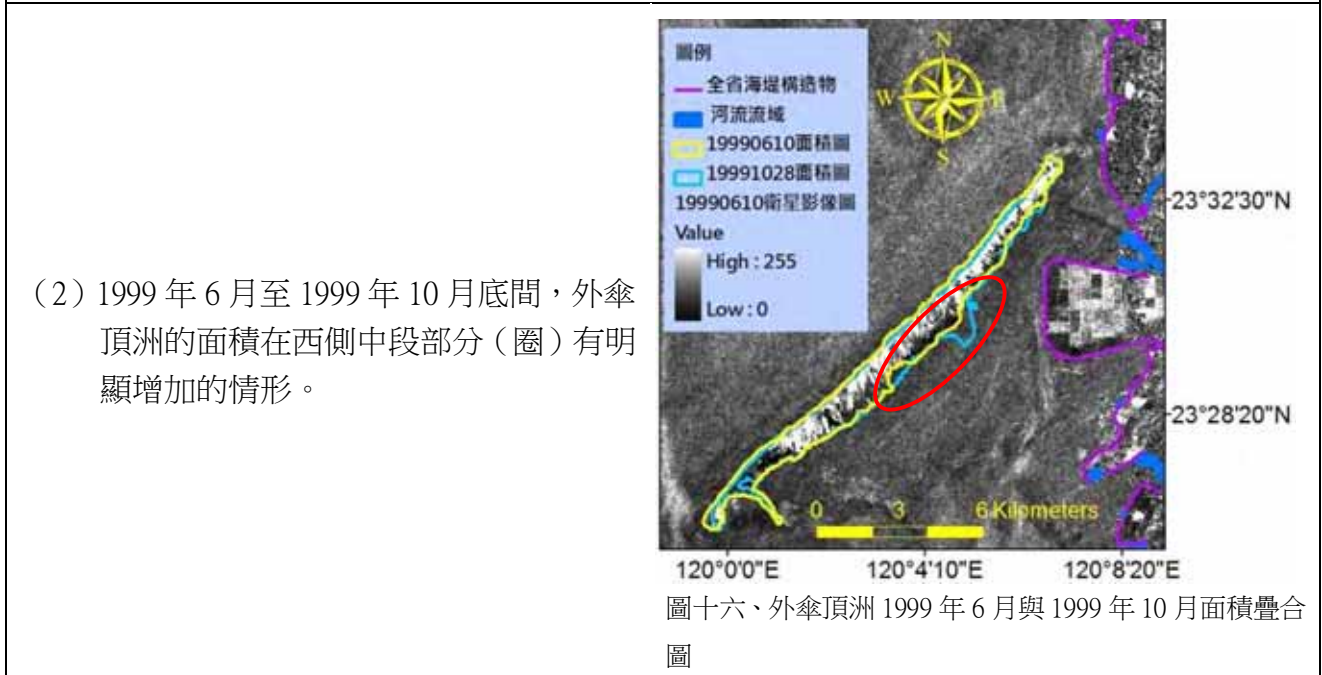 （2）1999 年 6 月至 1999 年 10 月底間，外傘
頂洲的面積在西側中段部分（圈）有明
顯增加的情形。
圖例
全省海堤構造物
河流流域
19990610面積圖
19991028面積圖
19990610衛星影像圖
Value
High : 255
Low : 0
N
W
E
S
23°32'30"N
23°28'20"N
0 3 6 Kilometers
120°0'0"E 120°4'10"E 120°8'20"E
圖十六、外傘頂洲 1999 年 6 月與 1999 年 10 月面積疊合
圖